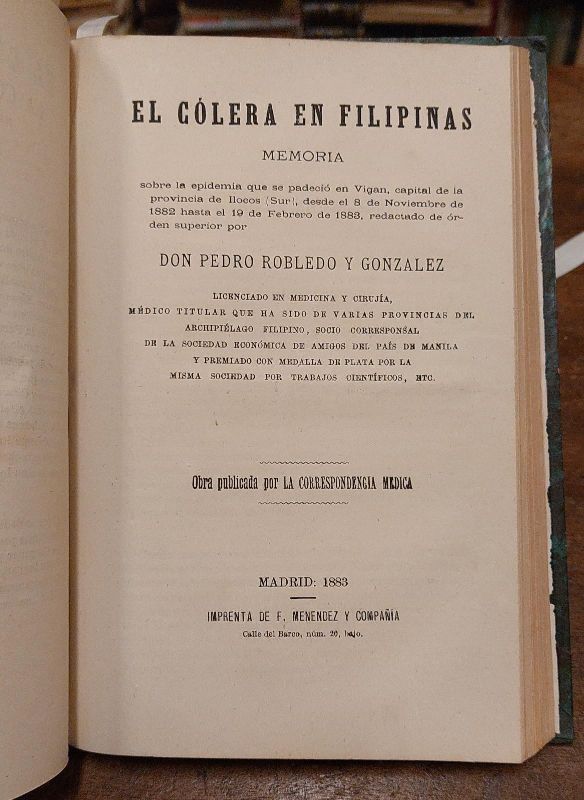 EL CÓLERA EN FILIPINAS
MEMORIA
sobre la epidemia que se padeció en Vigan, capital de la
provincia de Ilocos (Sur), desde el 8 de Noviembre de
1882 hasta el 19 de Febrero de 1883, redactado de ór-
den superior por
DON PEDRO ROBLEDO Y GONZALEZ
LICENCIADO EN MEDICINA Y CIRUJÍA,
MÉDICO TITULAR QUE HA SIDO DE VARIAS PROVINCIAS DEL
ARCHIPIÉLAGO FILIPINO, SOCIO CORRESPONSAL
DE LA SOCIEDAD ECONÓMICA DE AMIGOS DEL PAÍS DE MANILA
Y PREMIADO CON MEDALLA DE PLATA POR LA
MISMA SOCIEDAD POR TRABAJOS CIENTÍFICOS, ETC.
Obra publicada por LA CORRESPONDENCIA MEDICA
MADRID: 1883
IMPRENTA DE F. MENENDEZ Y COMPAÑÍA
Calle del Barco, núm. 20, bajo.